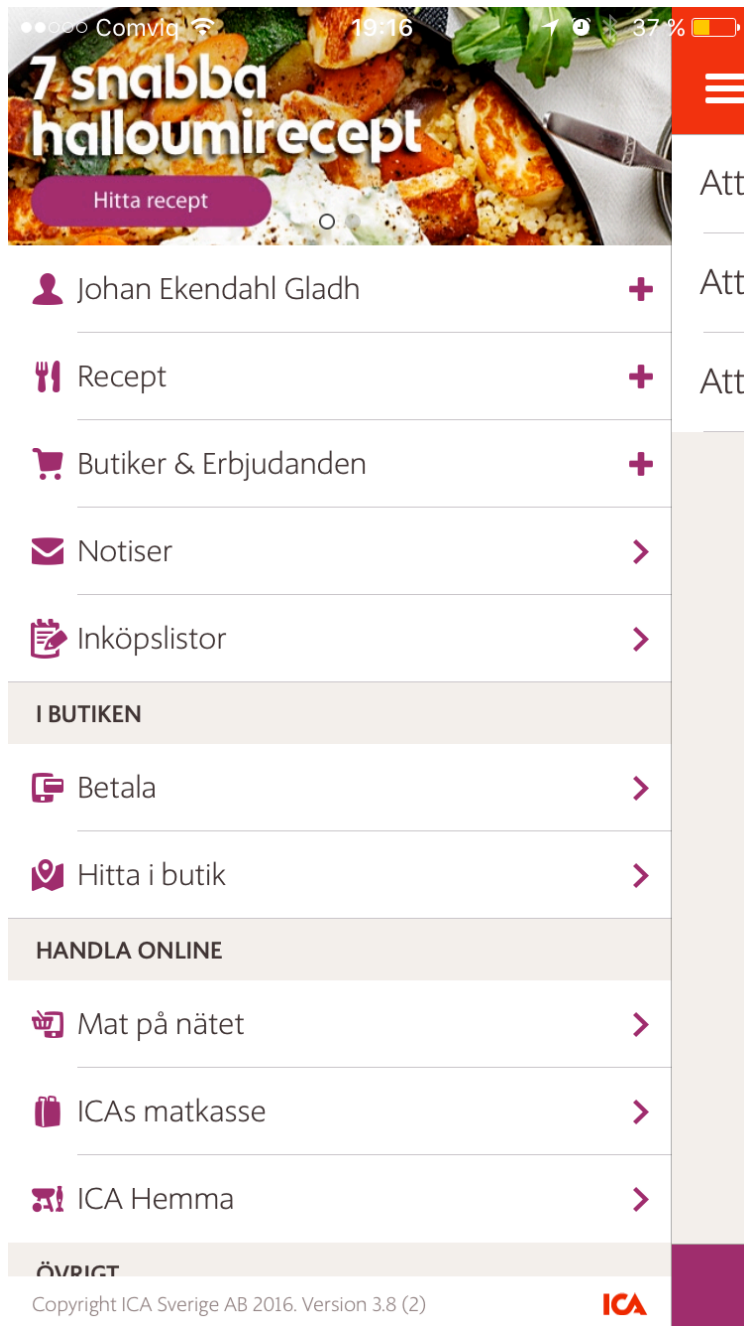 Comviq 19:16 37 %
7 snabba
halloumirecept
Hitta recept
Att
Johan Ekendahl Gladh
Att
Recept
Att
Butiker & Erbjudanden
Notiser
Inköpslistor
I BUTIKEN
Betala
Hitta i butik
HANDLA ONLINE
Mat på nätet
ICAs matkasse
ICA Hemma
ÖVRIGT
Copyright ICA Sverige AB 2016. Version 3.8 (2)
ICA